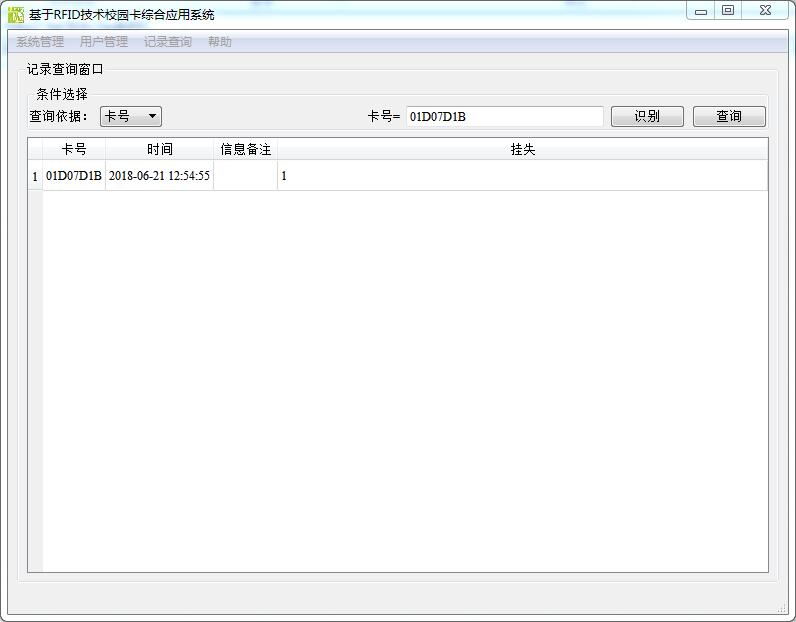 基于RFID技术校园卡综合应用系统
系统管理 用户管理 记录查询 帮助
记录查询窗口
条件选择
查询依据： 卡号 卡号= 01D07D1B 识别 查询
卡号 时间 信息备注 挂失
1 01D07D1B 2018-06-21 12:54:55 1